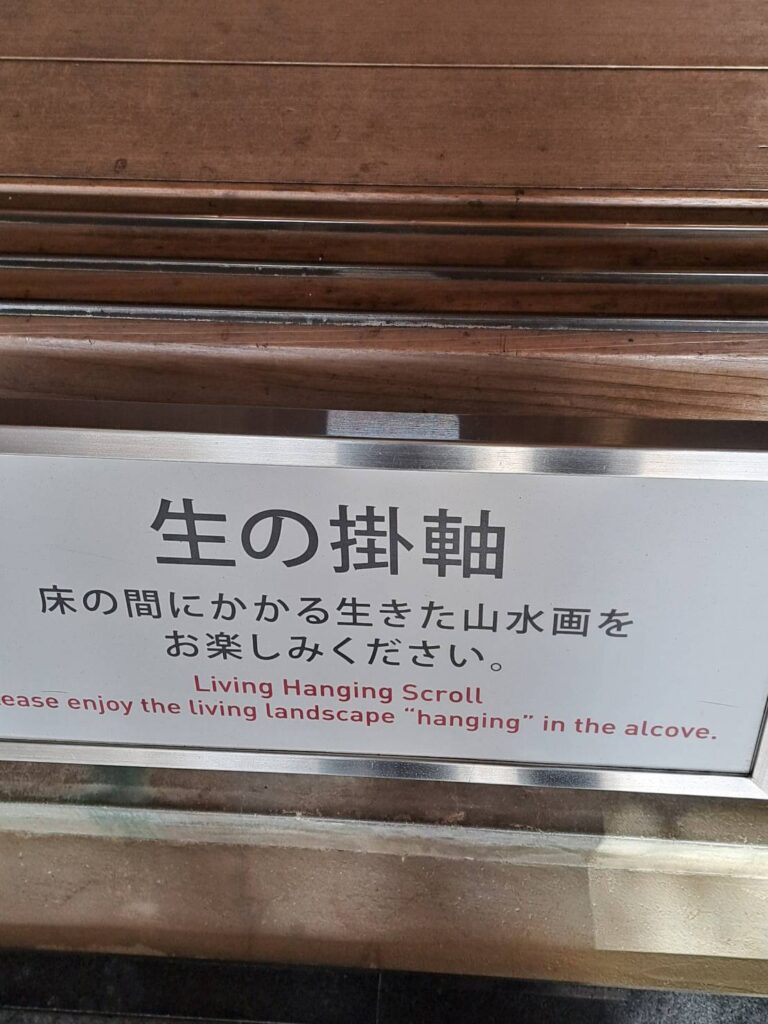 生の掛軸
床の間にかかる生きた山水画を
お楽しみください。
Living Hanging Scroll
ease enjoy the living landscape “hanging” in the alcove.